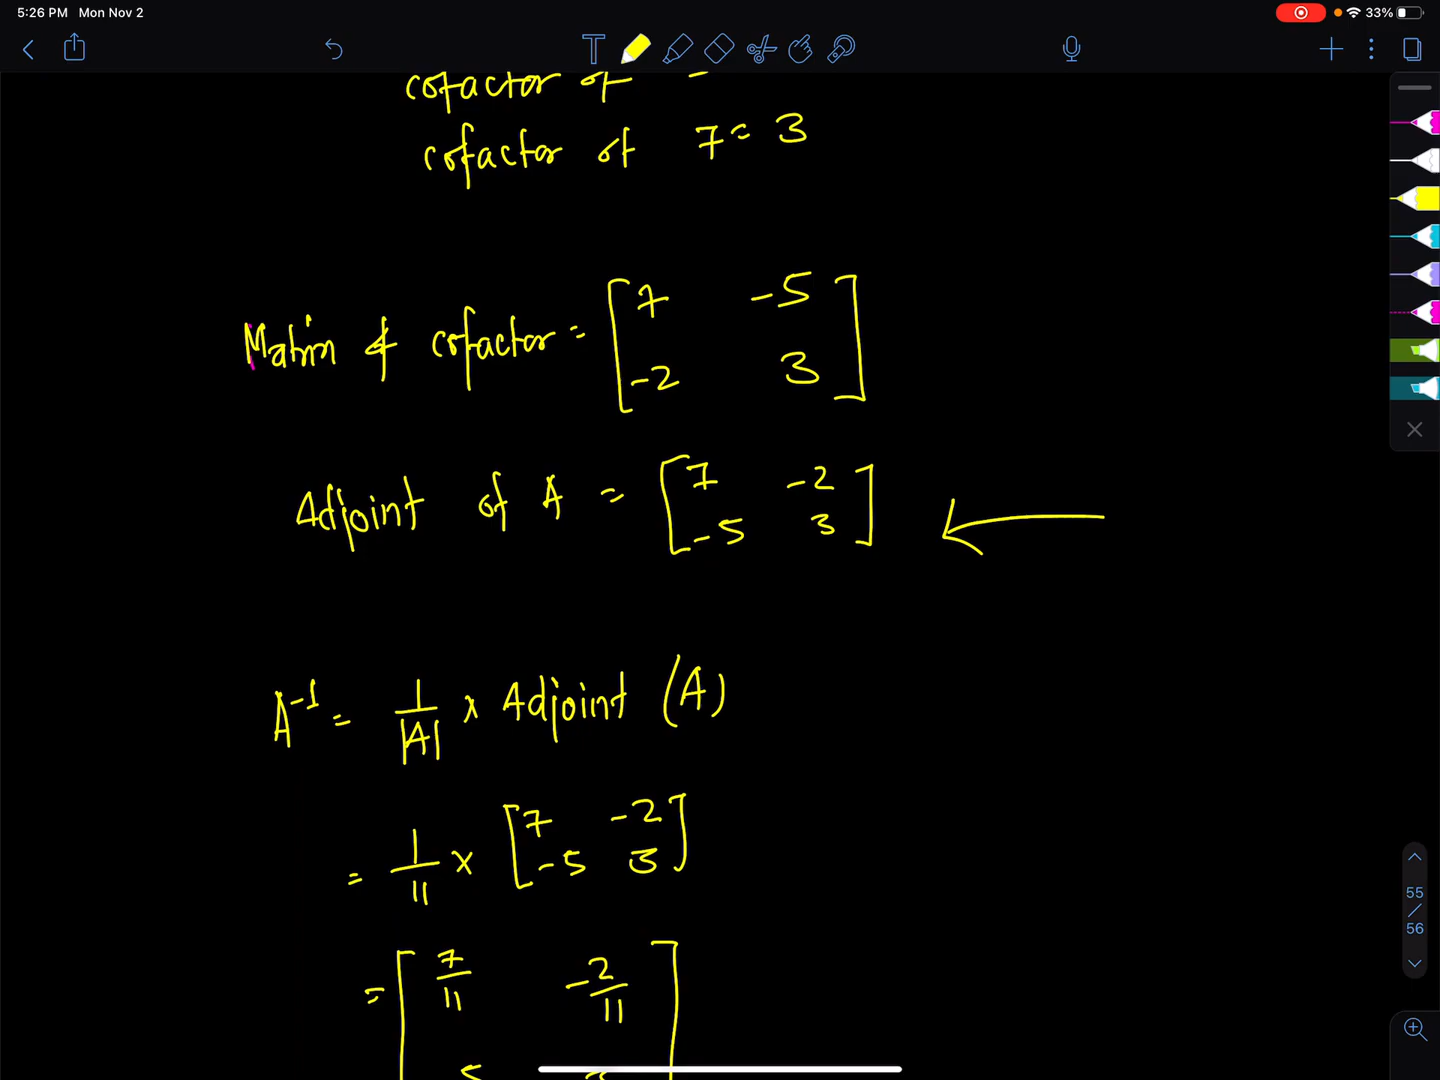 5:26 PM Mon Nov 2
33%
cofactor of
cofactor of 7 = 3
Matrix of cofactor = [ 7 -5
-2 3 ]
Adjoint of A = [ 7 -2
-5 3 ]
A⁻¹ = 1/|A| × Adjoint (A)
= 1/11 × [ 7 -2
-5 3 ]
= [ 7/11 -2/11
55
/
56